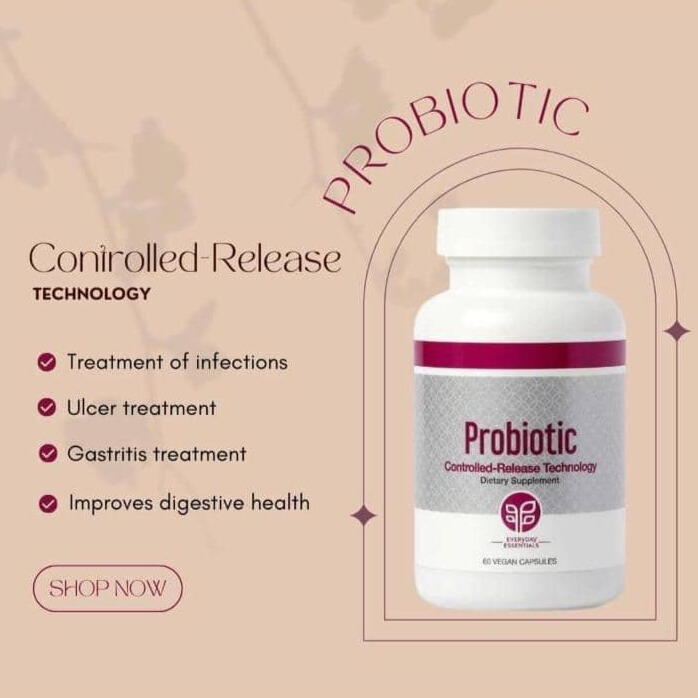 PROBIOTIC
Controlled-Release
TECHNOLOGY
Treatment of infections
Ulcer treatment
Gastritis treatment
Improves digestive health
SHOP NOW
Probiotic
Controlled-Release Technology
Dietary Supplement
EVERYDAY
ESSENTIALS
60 VEGAN CAPSULES